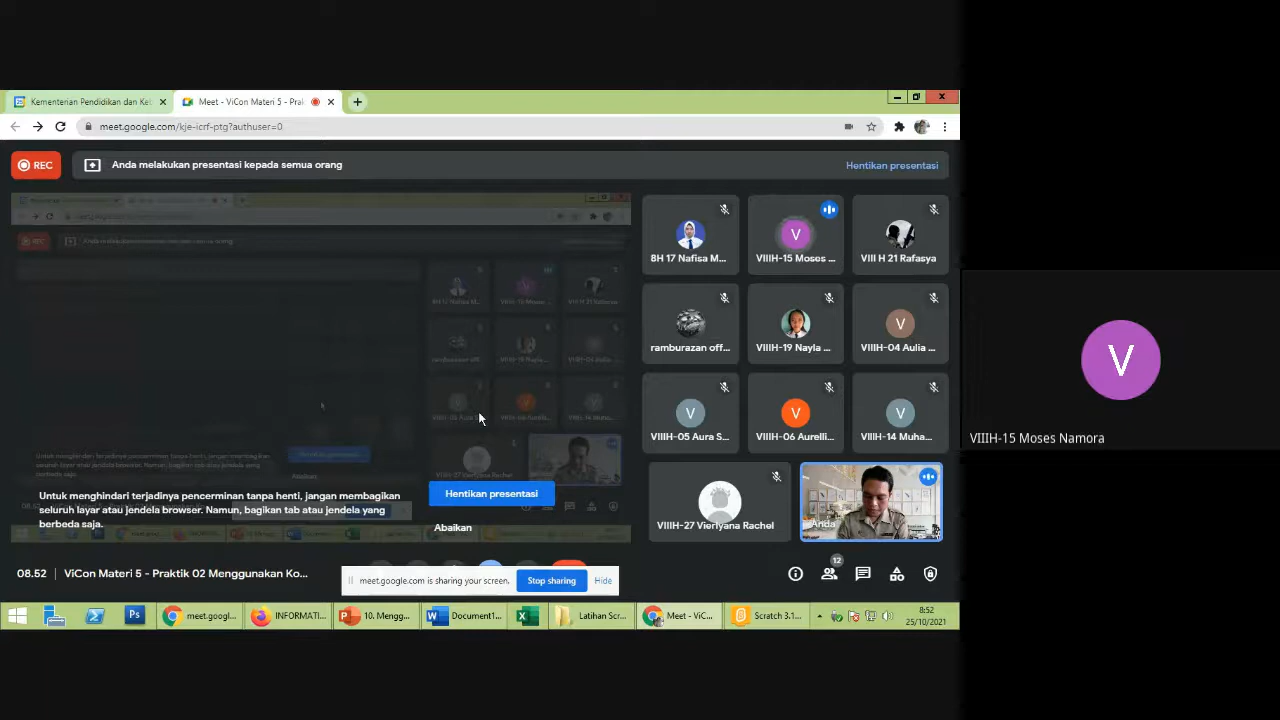 Kementerian Pendidikan dan Ke
Meet - ViCon Materi 5 - Prak
meet.google.com/kje-icrf-ptg?authuser=0
REC
Anda melakukan presentasi kepada semua orang
Hentikan presentasi
8H 17 Nafisa M...
VIIIH-15 Moses ...
VIII H 21 Rafasya
ramburazan off...
VIIIH-19 Nayla ...
VIIIH-04 Aulia ...
VIIIH-05 Aura S...
VIIIH-06 Aurelli...
VIIIH-14 Muha...
VIIIH-27 Vierlyana Rachel
Anda
V
VIIIH-15 Moses Namora
Untuk menghindari terjadinya pencerminan tanpa henti, jangan membagikan
seluruh layar atau jendela browser. Namun, bagikan tab atau jendela yang
berbeda saja.
Hentikan presentasi
Abaikan
08.52
ViCon Materi 5 - Praktik 02 Menggunakan Ko...
12
meet.google.com is sharing your screen.
Stop sharing
Hide
meet.googl...
INFORMATI...
10. Mengg...
Document1...
Latihan Scr...
Meet - ViC...
Scratch 3.1...
8:52
25/10/2021